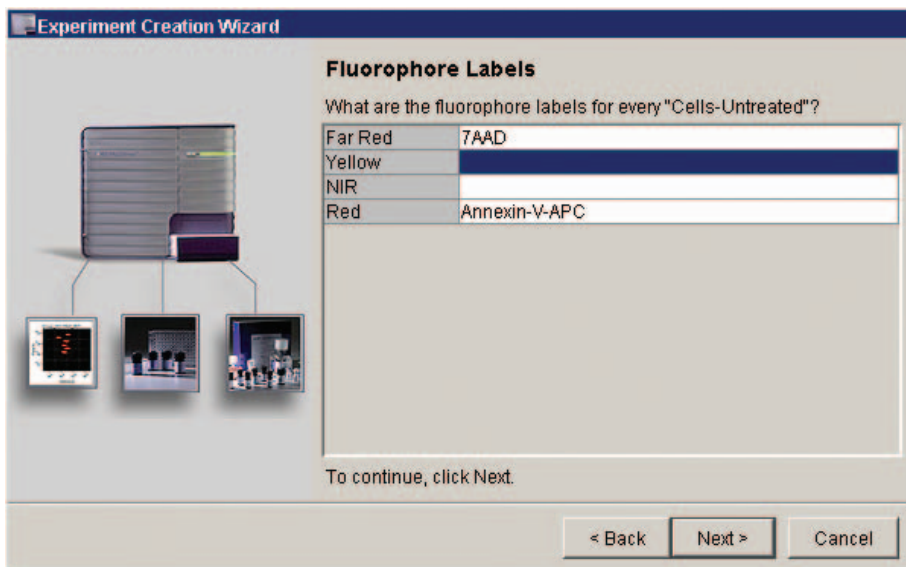 Experiment Creation Wizard
Fluorophore Labels
What are the fluorophore labels for every "Cells-Untreated"?
Far Red 7AAD
Yellow
NIR
Red Annexin-V-APC
To continue, click Next.
< Back Next > Cancel